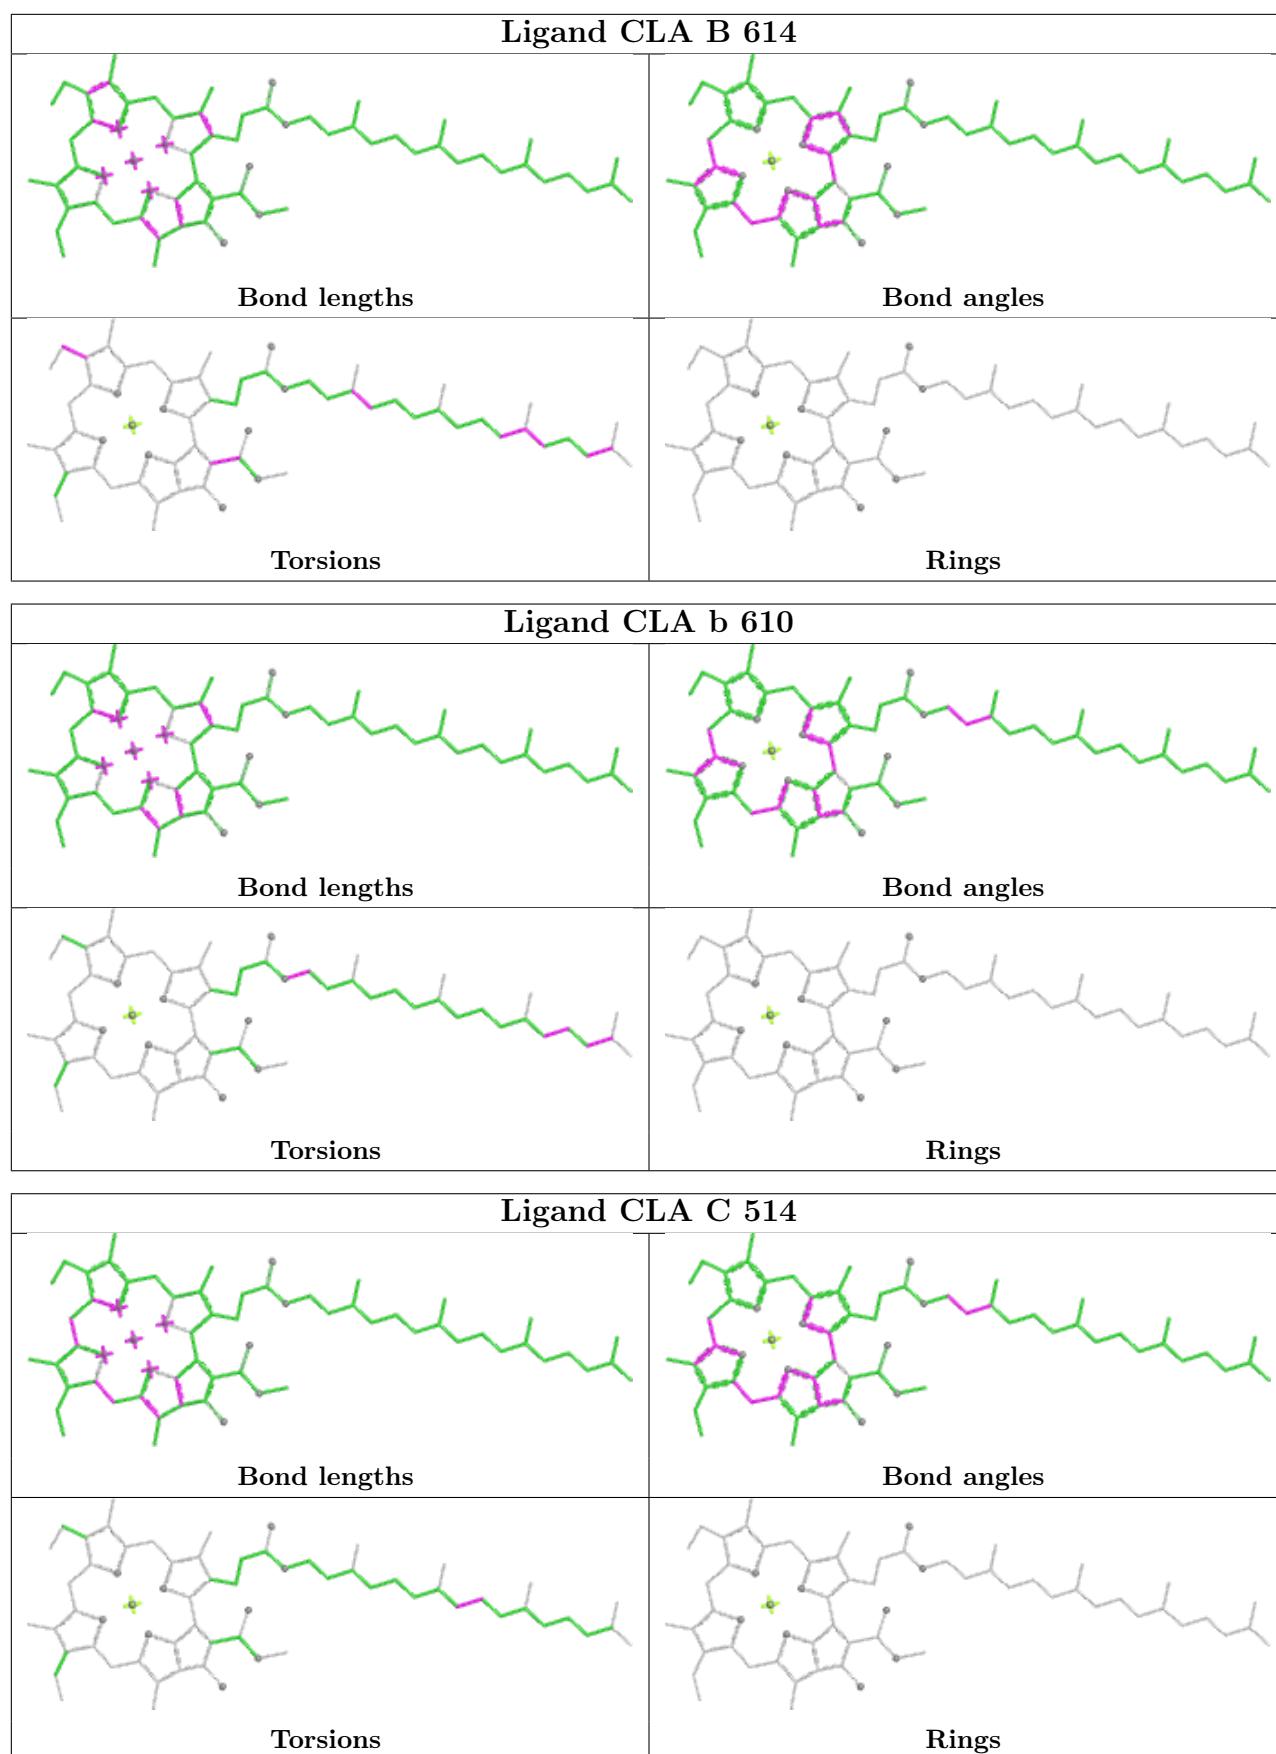 Ligand CLA B 614
Bond lengths
Bond angles
Torsions
Rings
Ligand CLA b 610
Bond lengths
Bond angles
Torsions
Rings
Ligand CLA C 514
Bond lengths
Bond angles
Torsions
Rings